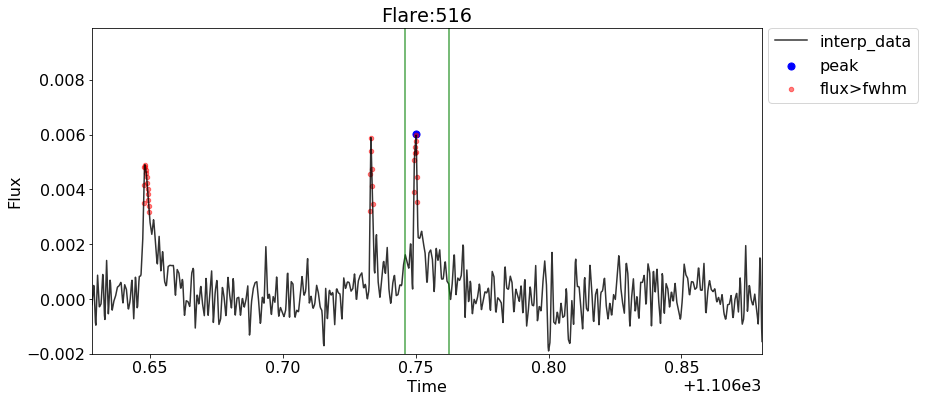 Flare:516
interp_data
peak
flux>fwhm
Flux
0.008
0.006
0.004
0.002
0.000
−0.002
0.65 0.70 0.75 0.80 0.85
Time
+1.106e3